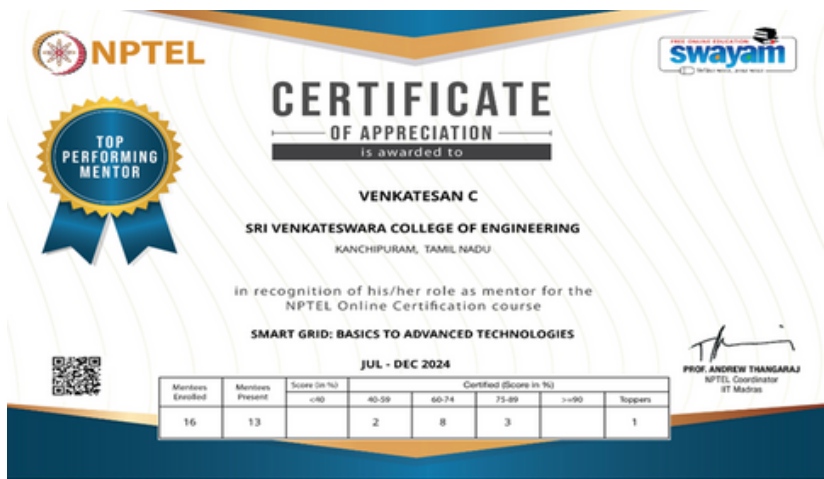 NPTEL
swayam
FREE ONLINE EDUCATION
CERTIFICATE
OF APPRECIATION
is awarded to
TOP
PERFORMING
MENTOR
VENKATESAN C
SRI VENKATESWARA COLLEGE OF ENGINEERING
KANCHIPURAM, TAMIL NADU
in recognition of his/her role as mentor for the
NPTEL Online Certification course
SMART GRID: BASICS TO ADVANCED TECHNOLOGIES
JUL - DEC 2024
PROF. ANDREW THANGARAJ
NPTEL Coordinator
IIT Madras
Mentees Enrolled Mentees Present Score (in %) Certified (Score in %)
<40 40-59 60-74 75-89 >=90 Toppers
16 13 2 8 3 1